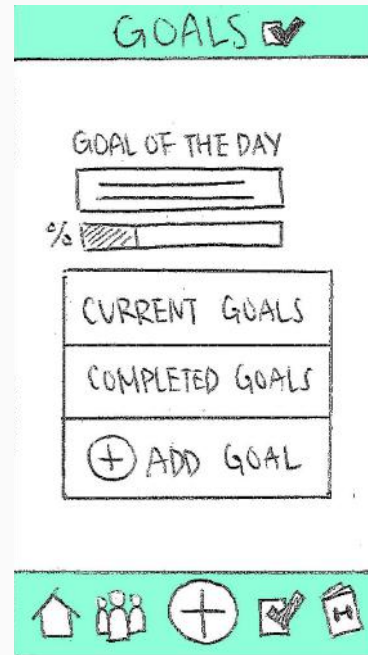 GOALS
GOAL OF THE DAY
%
CURRENT GOALS
COMPLETED GOALS
+ ADD GOAL
+
H